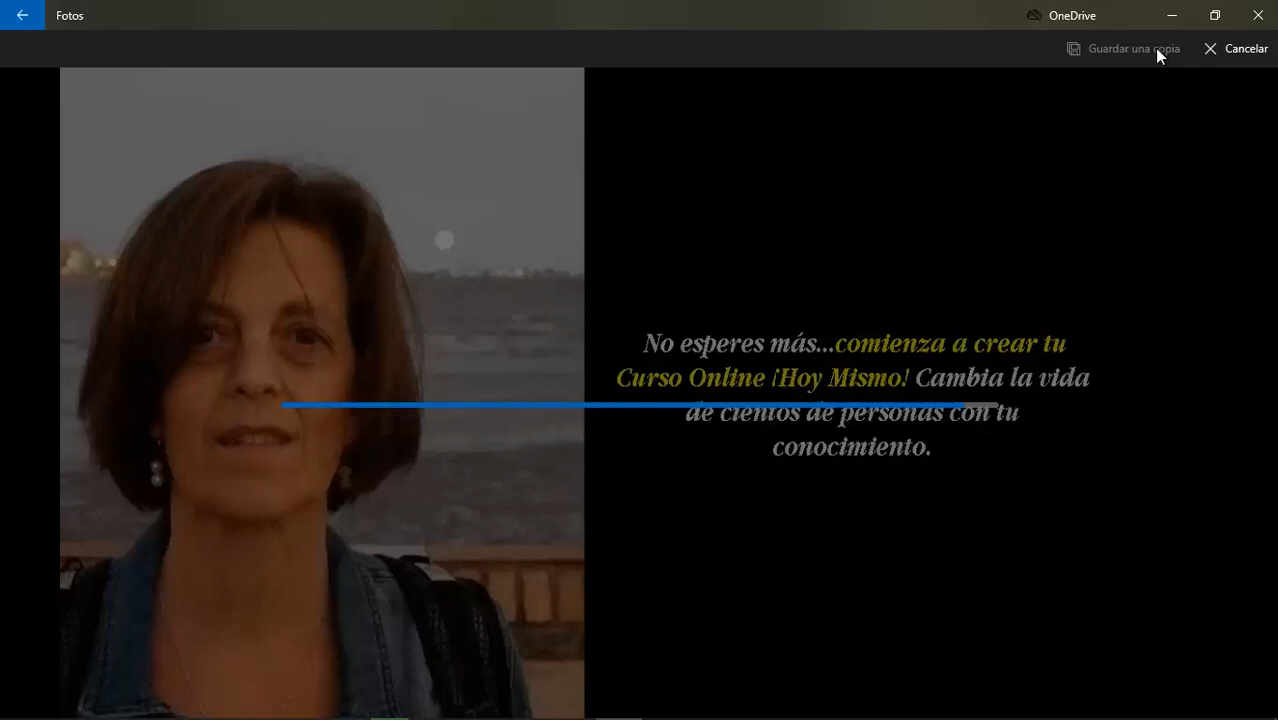 Fotos
OneDrive
Guardar una copia
Cancelar
No esperes más...comienza a crear tu
Curso Online ¡Hoy Mismo! Cambia la vida
de cientos de personas con tu
conocimiento.